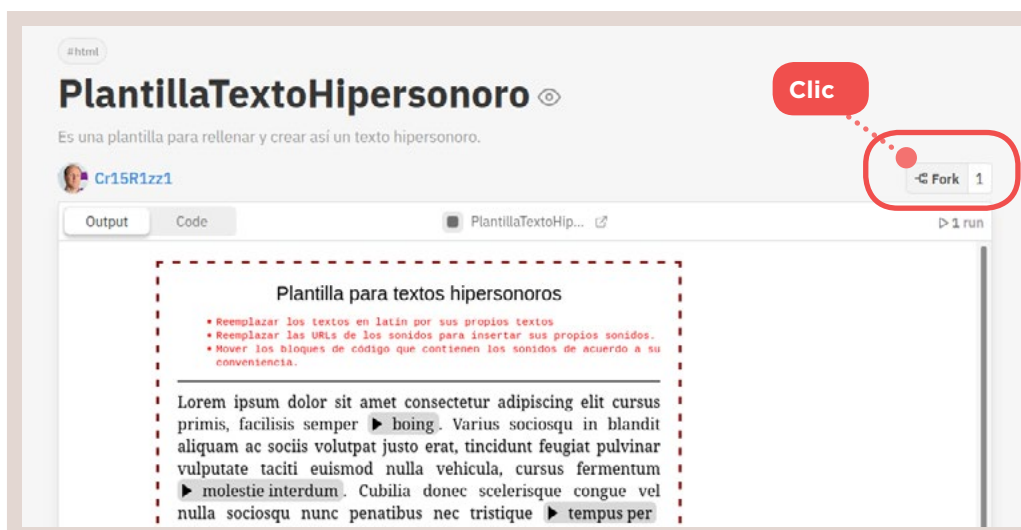 #html
PlantillaTextoHipersonoro
Clic
Es una plantilla para rellenar y crear así un texto hipersonoro.
Cr15R1zz1
Fork 1
Output Code PlantillaTextoHip... 1 run
Plantilla para textos hipersonoros
• Reemplazar los textos en latín por sus propios textos
• Reemplazar las URLs de los sonidos para insertar sus propios sonidos.
• Mover los bloques de código que contienen los sonidos de acuerdo a su
conveniencia.
Lorem ipsum dolor sit amet consectetur adipiscing elit cursus
primis, facilisis semper ▶ boing . Varius sociosqu in blandit
aliquam ac sociis volutpat justo erat, tincidunt feugiat pulvinar
vulputate taciti euismod nulla vehicula, cursus fermentum
▶ molestie interdum . Cubilia donec scelerisque congue vel
nulla sociosqu nunc penatibus nec tristique ▶ tempus per